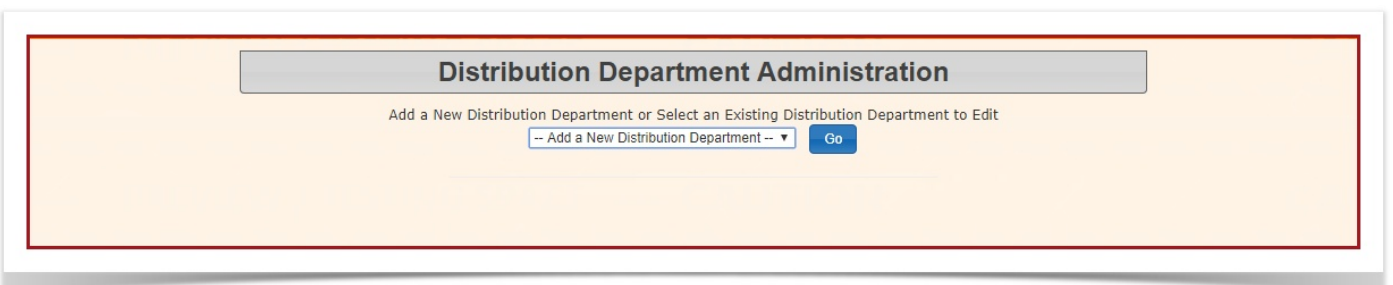 Distribution Department Administration
Add a New Distribution Department or Select an Existing Distribution Department to Edit
-- Add a New Distribution Department -- ▼ Go